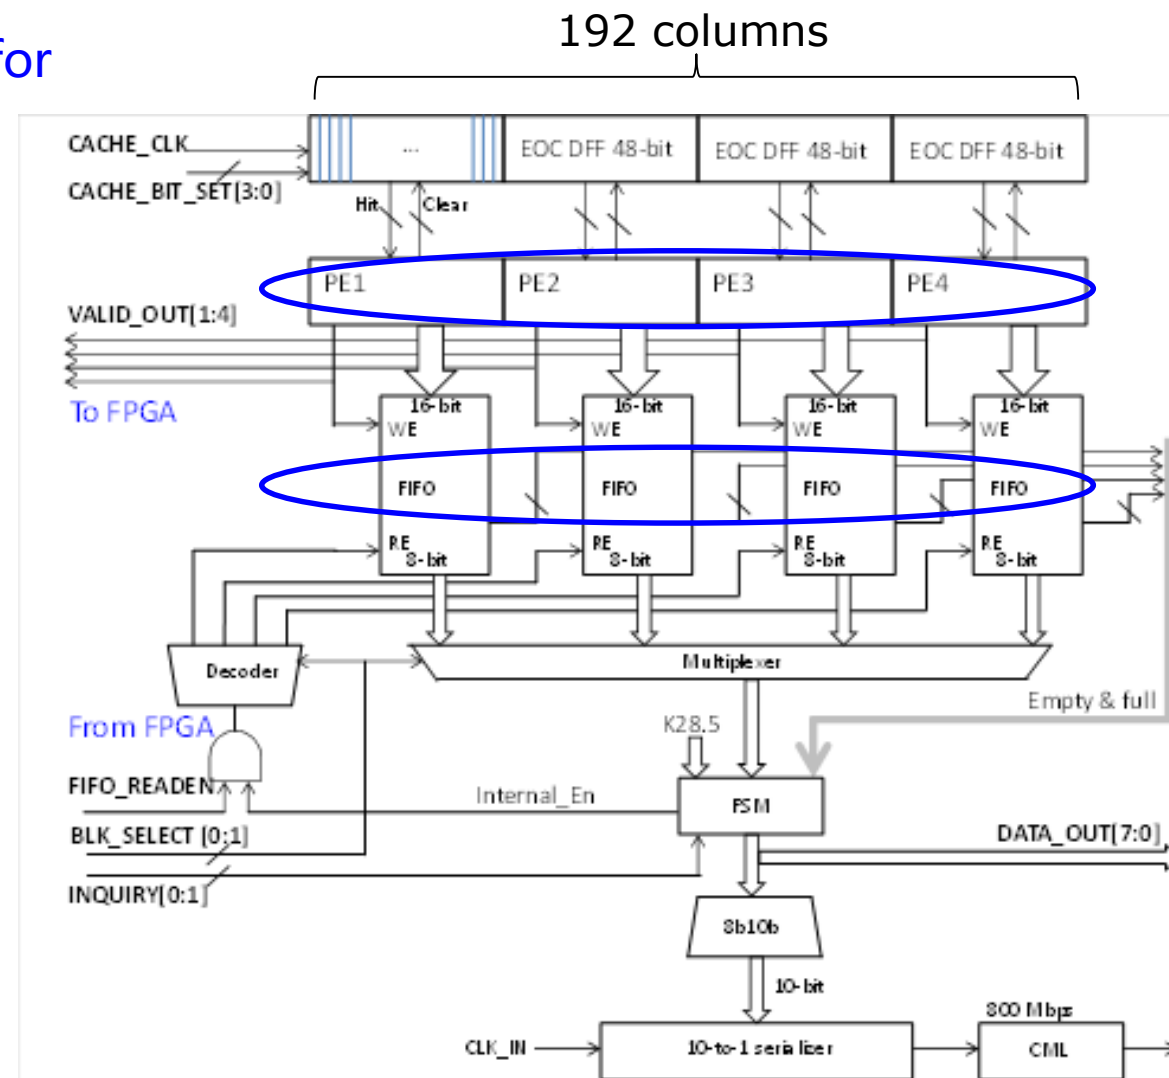 192 columns
for
CACHE_CLK
... EOC DFF 48-bit EOC DFF 48-bit EOC DFF 48-bit
CACHE_BIT_SET[3:0]
Hit Clear
PE1 PE2 PE3 PE4
VALID_OUT[1:4]
To FPGA
16-bit 16-bit 16-bit 16-bit
WE WE WE WE
FIFO FIFO FIFO FIFO
RE RE RE RE
8-bit 8-bit 8-bit 8-bit
Decoder Multiplexer
Empty & full
From FPGA
K28.5
FIFO_READEN
Internal_En
FSM
BLK_SELECT [0:1]
DATA_OUT[7:0]
INQUIRY[0:1]
8b10b
10-bit
800 Mbps
CLK_IN 10-to-1 serializer CML